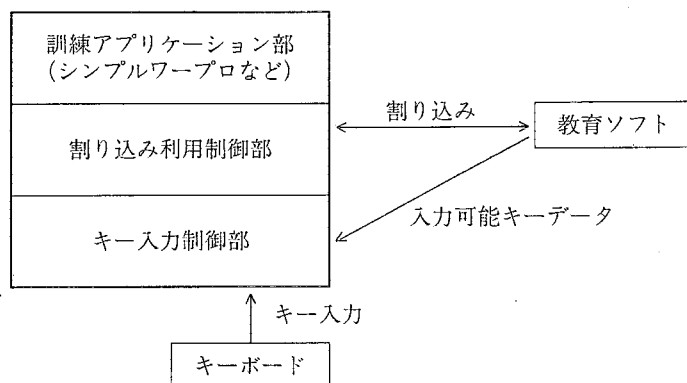 訓練アプリケーション部
(シンプルワープロなど)
割り込み
教育ソフト
割り込み利用制御部
入力可能キーデータ
キー入力制御部
キー入力
キーボード